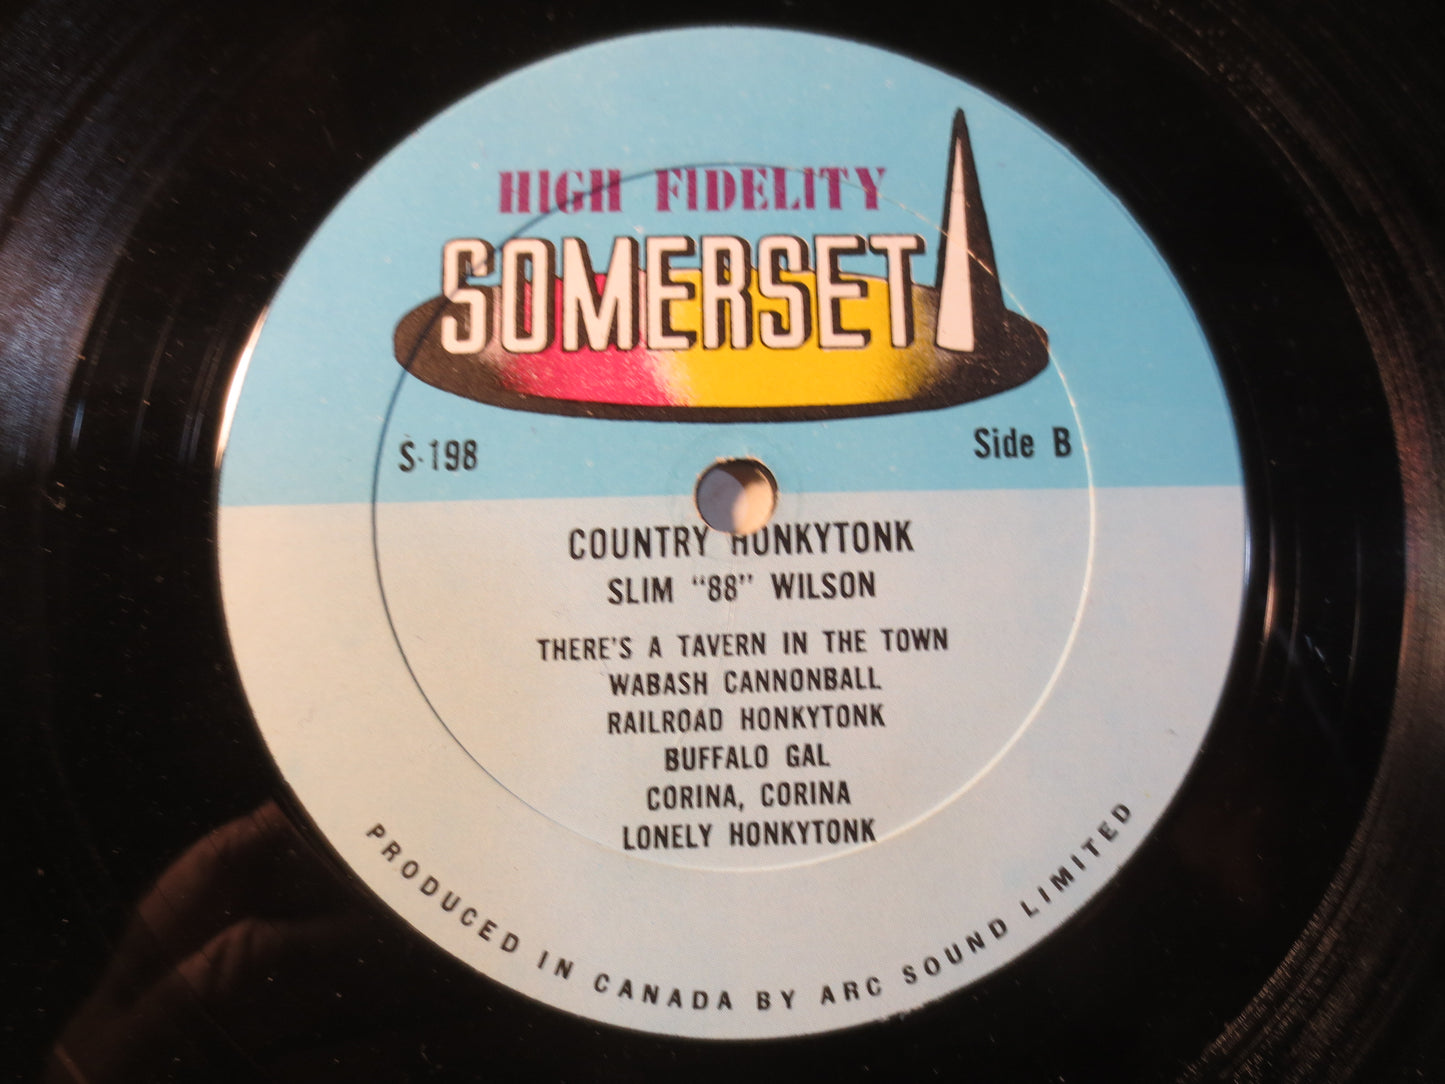 HIGH FIDELITY
SOMERSET
S-198
Side B
COUNTRY HONKYTONK
SLIM "88" WILSON
THERE'S A TAVERN IN THE TOWN
WABASH CANNONBALL
RAILROAD HONKYTONK
BUFFALO GAL
CORINA, CORINA
LONELY HONKYTONK
PRODUCED IN CANADA BY ARC SOUND LIMITED